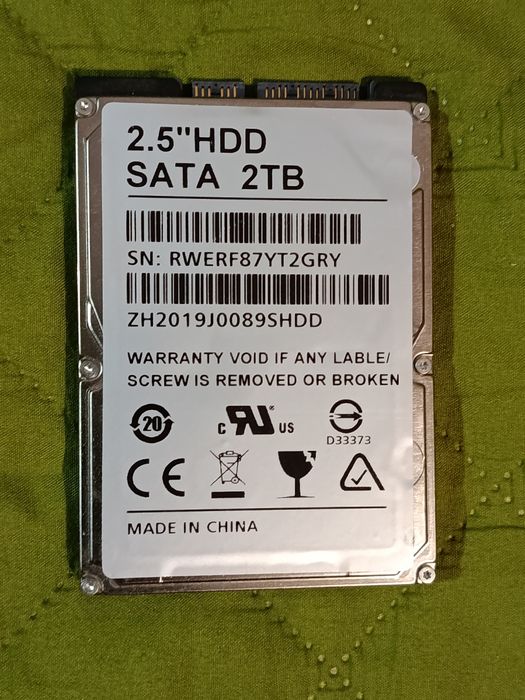 2.5"HDD
SATA 2TB
SN: RWERF87YT2GRY
ZH2019J0089SHDD
WARRANTY VOID IF ANY LABLE/
SCREW IS REMOVED OR BROKEN
20
c RU® US
D33373
CE
MADE IN CHINA